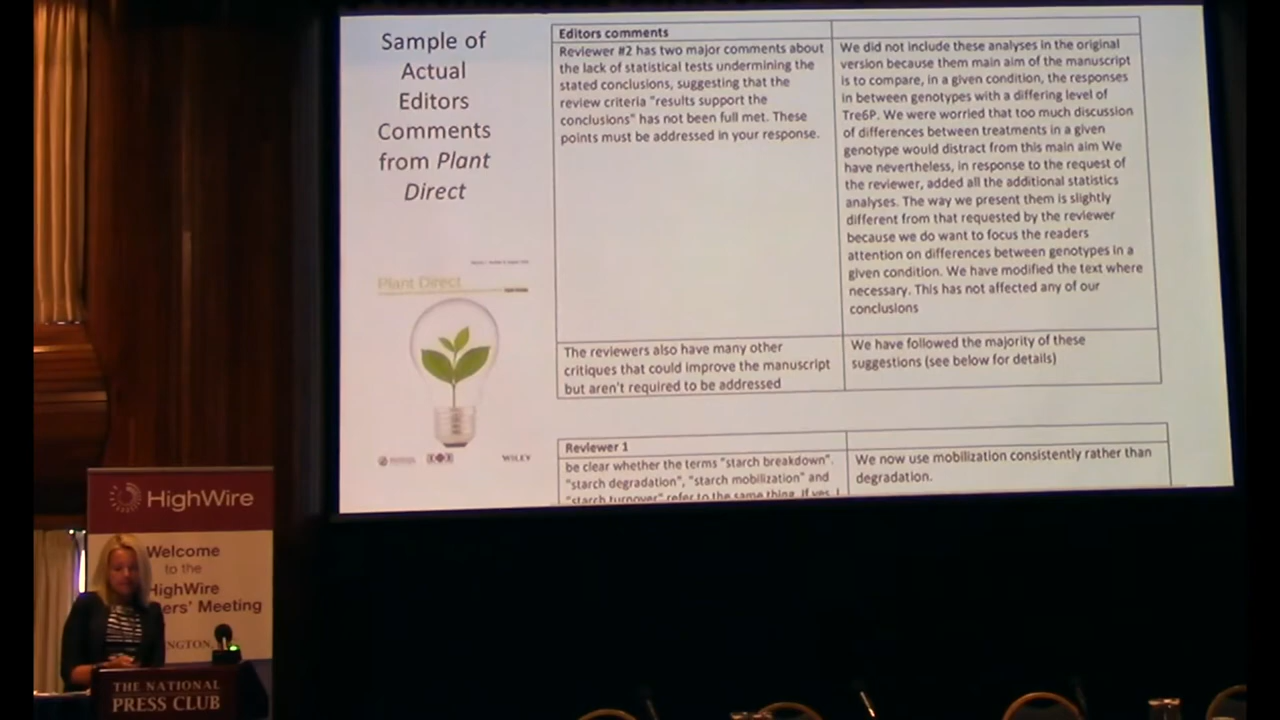 Sample of
Actual
Editors
Comments
from Plant
Direct
Plant Direct
WILEY
Editors comments
Reviewer #2 has two major comments about
the lack of statistical tests undermining the
stated conclusions, suggesting that the
review criteria "results support the
conclusions" has not been full met. These
points must be addressed in your response.
We did not include these analyses in the original
version because them main aim of the manuscript
is to compare, in a given condition, the responses
in between genotypes with a differing level of
Tre6P. We were worried that too much discussion
of differences between treatments in a given
genotype would distract from this main aim We
have nevertheless, in response to the request of
the reviewer, added all the additional statistics
analyses. The way we present them is slightly
different from that requested by the reviewer
because we do want to focus the readers
attention on differences between genotypes in a
given condition. We have modified the text where
necessary. This has not affected any of our
conclusions
The reviewers also have many other
critiques that could improve the manuscript
but aren't required to be addressed
We have followed the majority of these
suggestions (see below for details)
Reviewer 1
be clear whether the terms "starch breakdown".
"starch degradation", "starch mobilization" and
"starch turnover" refer to the same thing. If yes, I
We now use mobilization consistently rather than
degradation.
HighWire
Welcome
to the
HighWire
ers' Meeting
NGTON,
THE NATIONAL
PRESS CLUB